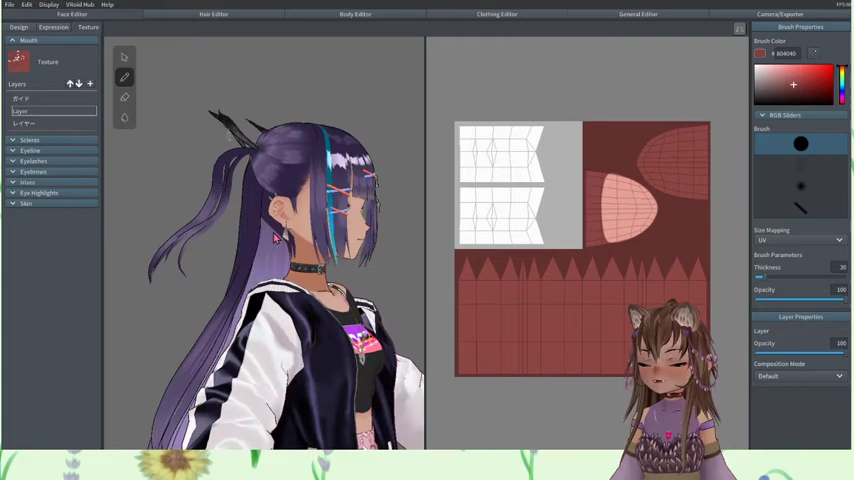 File Edit Display VRoid Hub Help
FPS:60
Face Editor Hair Editor Body Editor Clothing Editor General Editor Camera/Exporter
Design Expression Texture
Mouth
Texture
Layers
ガイド
Layer
レイヤー
Scleras
Eyeline
Eyelashes
Eyebrows
Irises
Eye Highlights
Skin
Brush Properties
Brush Color
# 804040
RGB Sliders
Brush
Size Mapping
UV
Brush Parameters
Thickness 30
Opacity 100
Layer Properties
Layer
Opacity 100
Composition Mode
Default